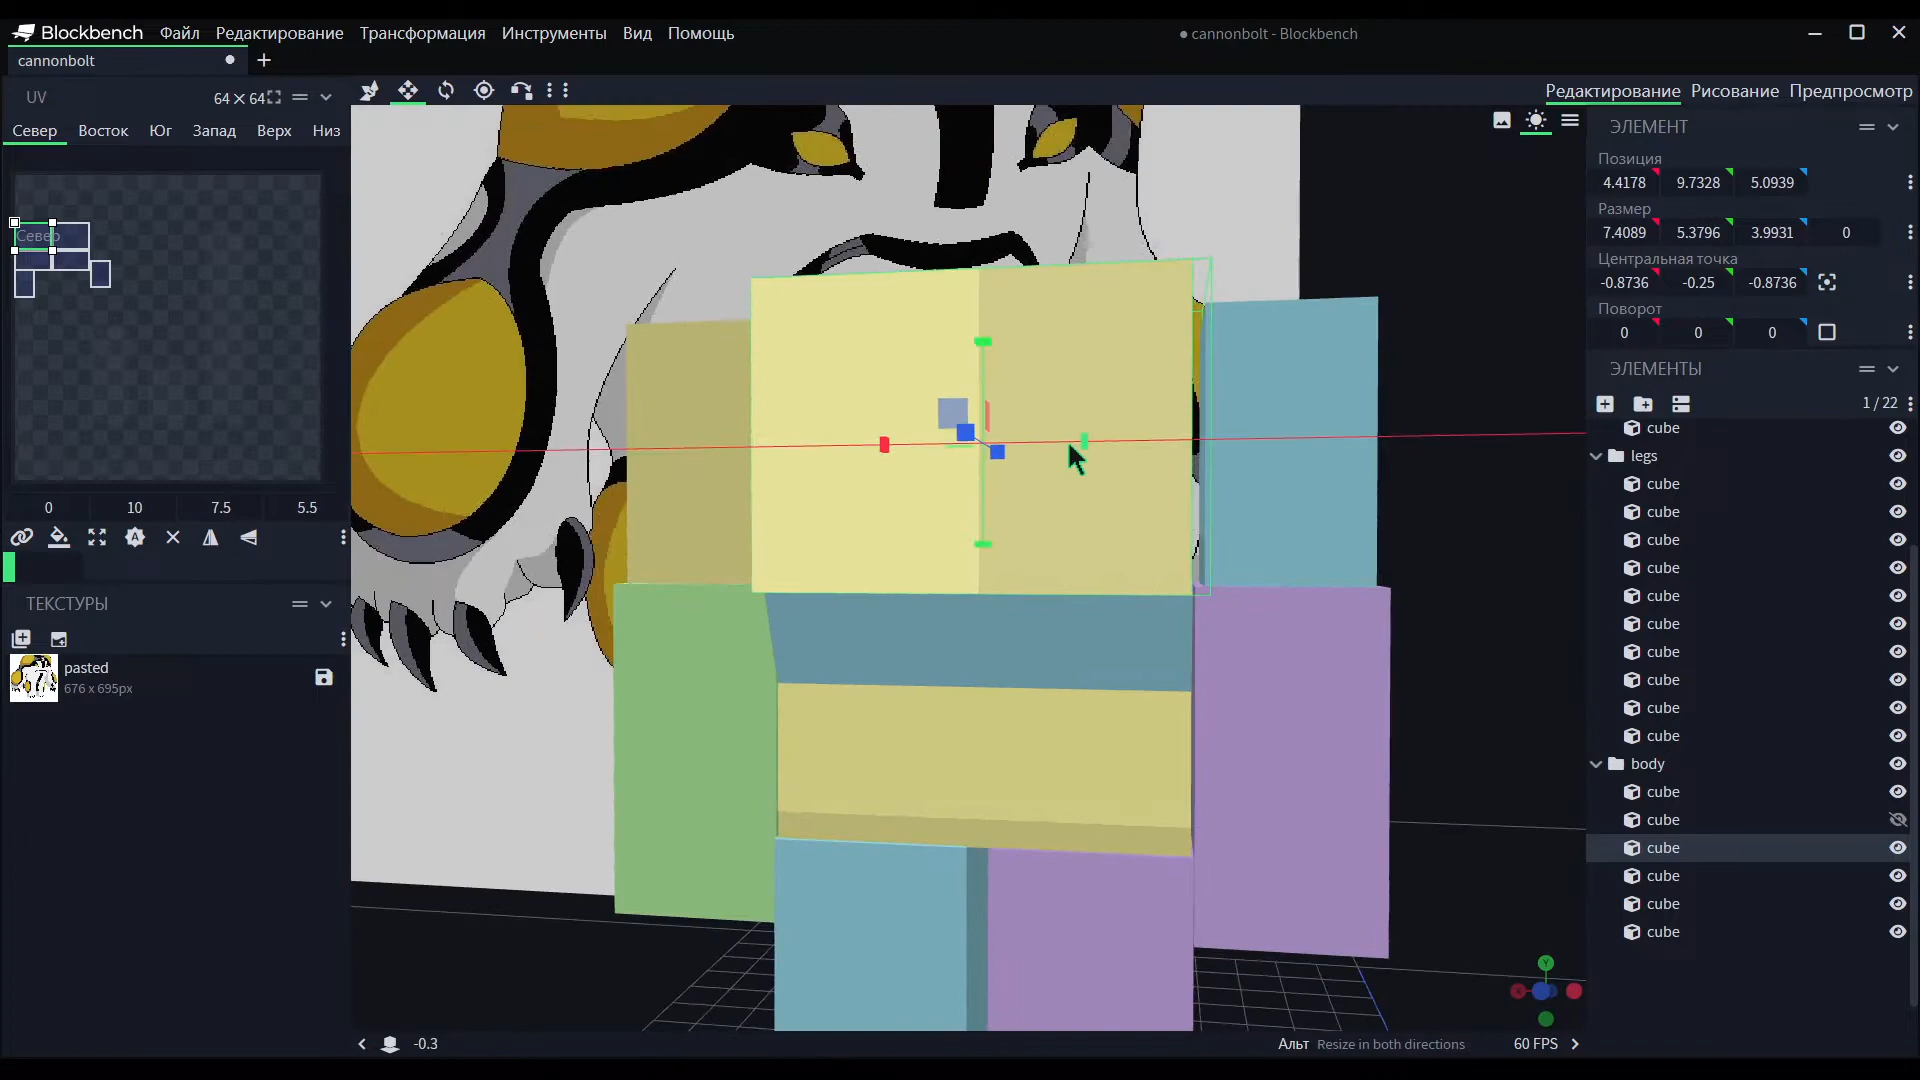 Blockbench Файл Редактирование Трансформация Инструменты Вид Помощь
● cannonbolt - Blockbench
cannonbolt
UV
64 × 64
Север Восток Юг Запад Верх Низ
Север
0 10 7.5 5.5
ТЕКСТУРЫ
pasted
676 x 695px
Редактирование Рисование Предпросмотр
ЭЛЕМЕНТ
Позиция
4.4178 9.7328 5.0939
Размер
7.4089 5.3796 3.9931 0
Центральная точка
-0.8736 -0.25 -0.8736
Поворот
0 0 0
ЭЛЕМЕНТЫ
1 / 22
cube
legs
cube
cube
cube
cube
cube
cube
cube
cube
cube
cube
body
cube
cube
cube
cube
cube
cube
Y
-0.3
Альт Resize in both directions 60 FPS